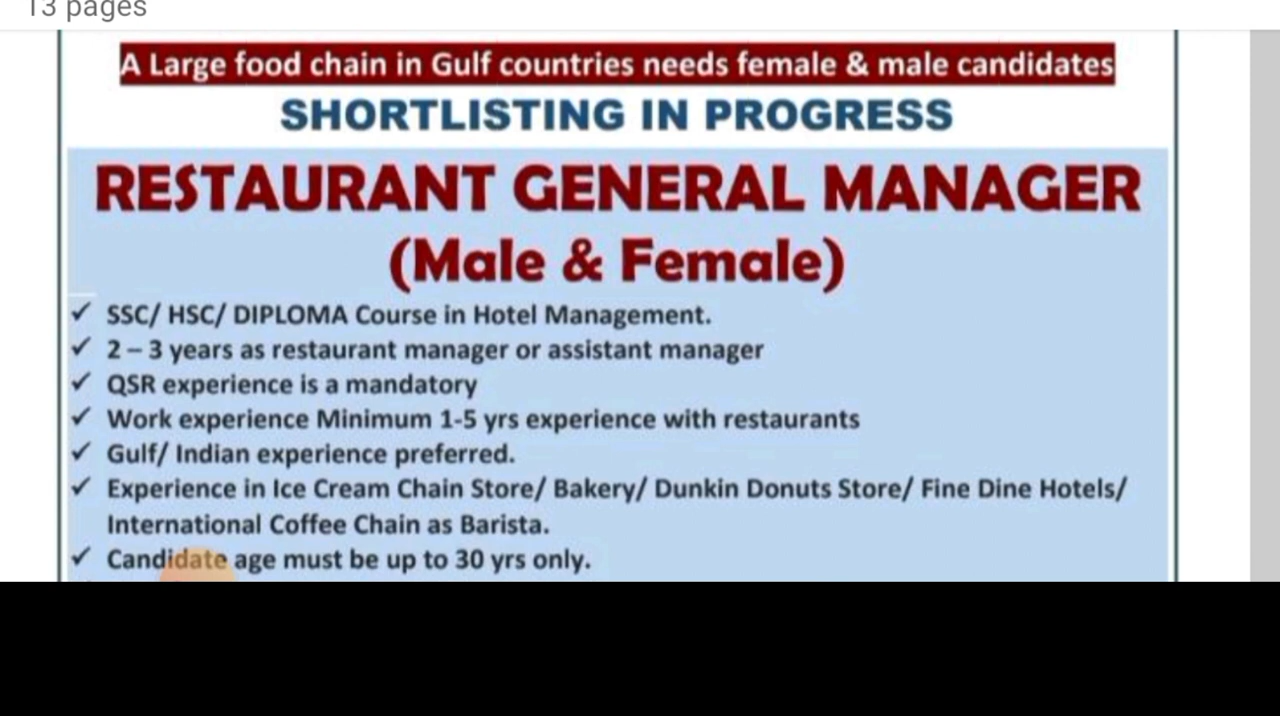 13 pages
A Large food chain in Gulf countries needs female & male candidates
SHORTLISTING IN PROGRESS
RESTAURANT GENERAL MANAGER
(Male & Female)
✓ SSC/ HSC/ DIPLOMA Course in Hotel Management.
✓ 2 – 3 years as restaurant manager or assistant manager
✓ QSR experience is a mandatory
✓ Work experience Minimum 1-5 yrs experience with restaurants
✓ Gulf/ Indian experience preferred.
✓ Experience in Ice Cream Chain Store/ Bakery/ Dunkin Donuts Store/ Fine Dine Hotels/
International Coffee Chain as Barista.
✓ Candidate age must be up to 30 yrs only.